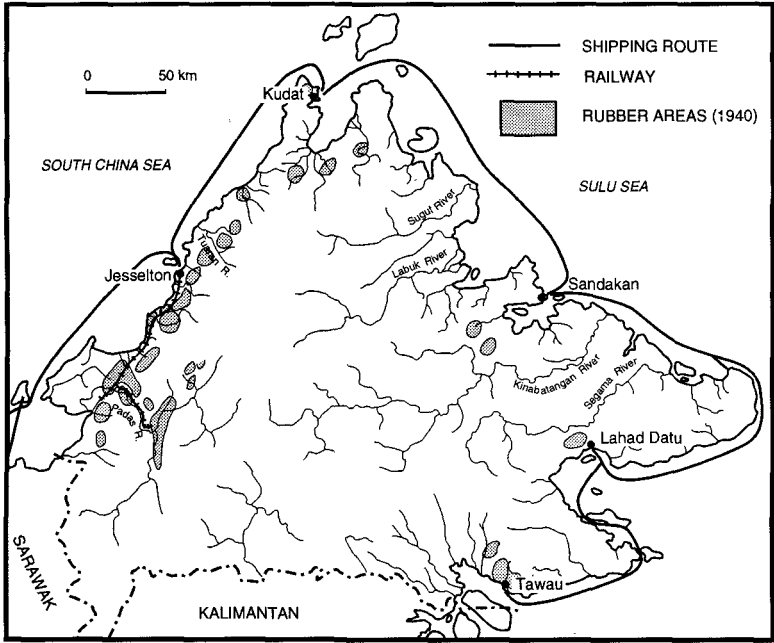 0 50 km
SHIPPING ROUTE
RAILWAY
RUBBER AREAS (1940)
Kudat
SOUTH CHINA SEA
SULU SEA
Sugut River
Labuk River
Tuaran R.
Jesselton
Sandakan
Kinabatangan River
Segama River
Padas R.
Lahad Datu
Tawau
SARAWAK
KALIMANTAN